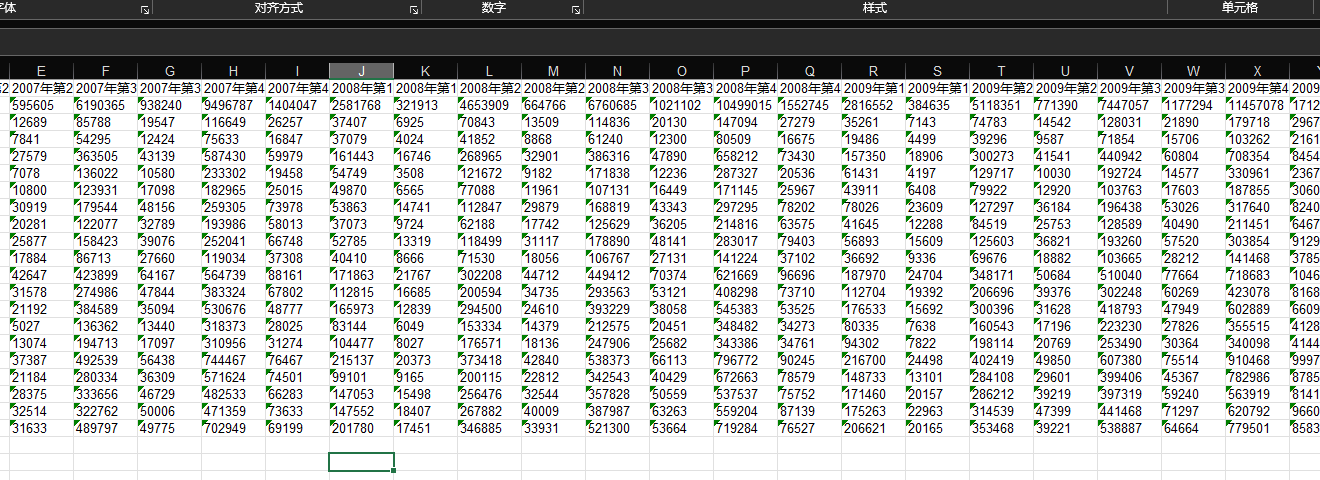 字体 对齐方式 数字 样式 单元格
E F G H I J K L M N O P Q R S T U V W X
2007年第2 2007年第3 2007年第3 2007年第4 2007年第4 2008年第1 2008年第1 2008年第2 2008年第2 2008年第3 2008年第3 2008年第4 2008年第4 2009年第1 2009年第1 2009年第2 2009年第2 2009年第3 2009年第3 2009年第4 2009
595605 6190365 938240 9496787 1404047 2581768 321913 4653909 664766 6760685 1021102 10499015 1552745 2816552 384635 5118351 771390 7447057 1177294 11457078 1712
12689 85788 19547 116649 26257 37407 6925 70843 13509 114836 20130 147094 27279 35261 7143 74783 14542 128031 21890 179718 2967
7841 54295 12424 75633 16847 37079 4024 41852 8868 61240 12300 80509 16675 19486 4499 39296 9587 71854 15706 103262 2161
27579 363505 43139 587430 59979 161443 16746 268965 32901 386316 47890 658212 73430 157350 18906 300273 41541 440942 60804 708354 8454
7078 136022 10580 233302 19458 54749 3508 121672 9182 171838 12236 287327 20536 61431 4197 129717 10030 192724 14577 330961 2367
10800 123931 17098 182965 25015 49870 6565 77088 11961 107131 16449 171145 25967 43911 6408 79922 12920 103763 17603 187855 3060
30919 179544 48156 259305 73978 53863 14741 112847 29879 168819 43343 297295 78202 78026 23609 127297 36184 196438 53026 317640 8240
20281 122077 32789 193986 58013 37073 9724 62188 17742 125629 36205 214816 63575 41645 12288 84519 25753 128589 40490 211451 6467
25877 158423 39076 252041 66748 52785 13319 118499 31117 178890 48141 283017 79403 56893 15609 125603 36821 193260 57520 303854 9129
17884 86713 27660 119034 37308 40410 8666 71530 18056 106767 27131 141224 37102 36692 9336 69676 18882 103665 28212 141468 3785
42647 423899 64167 564739 88161 171863 21767 302208 44712 449412 70374 621669 96696 187970 24704 348171 50684 510040 77664 718683 1046
31578 274986 47844 383324 67802 112815 16685 200594 34735 293563 53121 408298 73710 112704 19392 206696 39376 302248 60269 423078 8168
21192 384589 35094 530676 48777 165973 12839 294500 24610 393229 38058 545383 53525 176533 15692 300396 31628 418793 47949 602889 6609
5027 136362 13440 318373 28025 83144 6049 153334 14379 212575 20451 348482 34273 80335 7638 160543 17196 223230 27826 355515 4128
13074 194713 17097 310956 31274 104477 8027 176571 18136 247906 25682 343386 34761 94302 7822 198114 20769 253490 30364 340098 4144
37387 492539 56438 744467 76467 215137 20373 373418 42840 538373 66113 796772 90245 216700 24498 402419 49850 607380 75514 910468 9997
21184 280334 36309 571624 74501 99101 9165 200115 22812 342543 40429 672663 78579 148733 13101 284108 29601 399406 45367 782986 8785
28375 333656 46729 482533 66283 147053 15498 256476 32544 357828 50559 537537 75752 171460 20157 286212 39219 397319 59240 563919 8141
32514 322762 50006 471359 73633 147552 18407 267882 40009 387987 63263 559204 87139 175263 22963 314539 47399 441468 71297 620792 9660
31633 489797 49775 702949 69199 201780 17451 346885 33931 521300 53664 719284 76527 206621 20165 353468 39221 538887 64664 779501 8583